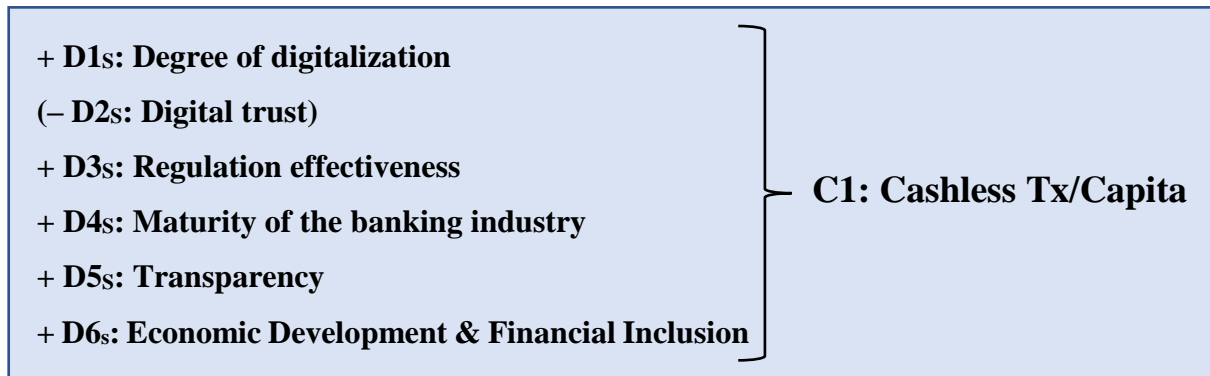 + D1s: Degree of digitalization
(– D2s: Digital trust)
+ D3s: Regulation effectiveness
+ D4s: Maturity of the banking industry
+ D5s: Transparency
+ D6s: Economic Development & Financial Inclusion
C1: Cashless Tx/Capita